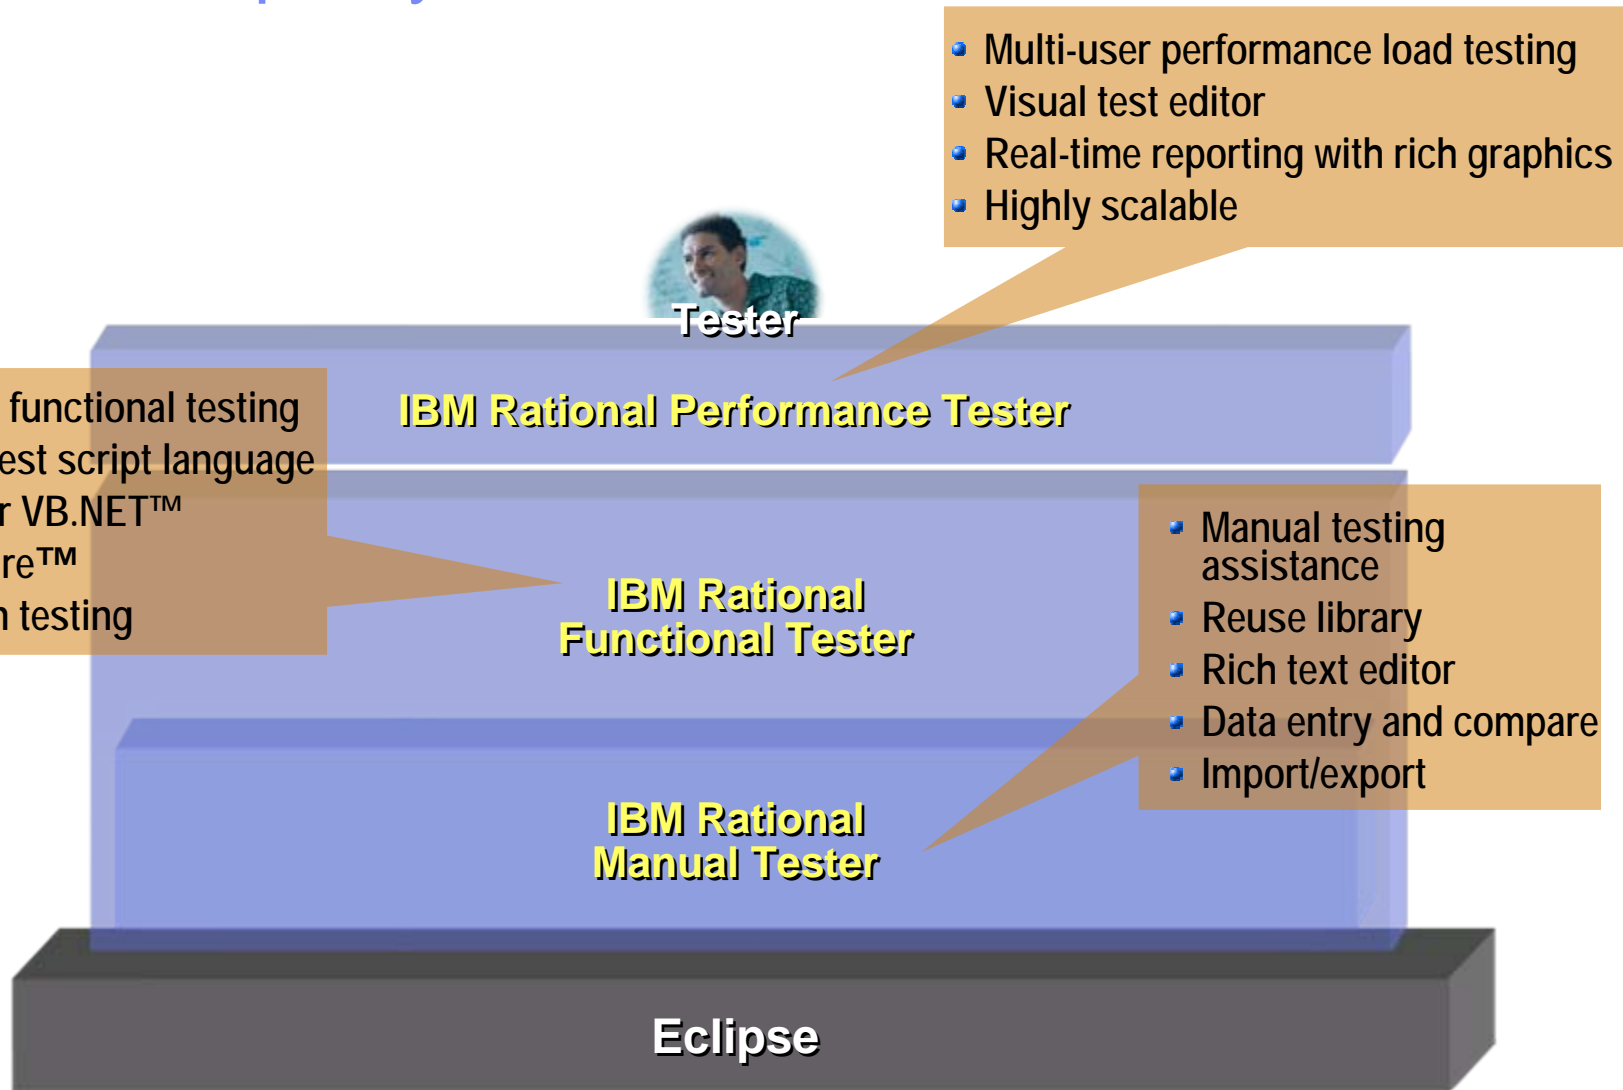 Multi-user performance load testing
Visual test editor
Real-time reporting with rich graphics
Highly scalable
Tester
IBM Rational Performance Tester
functional testing
est script language
r VB.NET™
re™
n testing
IBM Rational
Functional Tester
Manual testing
assistance
Reuse library
Rich text editor
Data entry and compare
Import/export
IBM Rational
Manual Tester
Eclipse